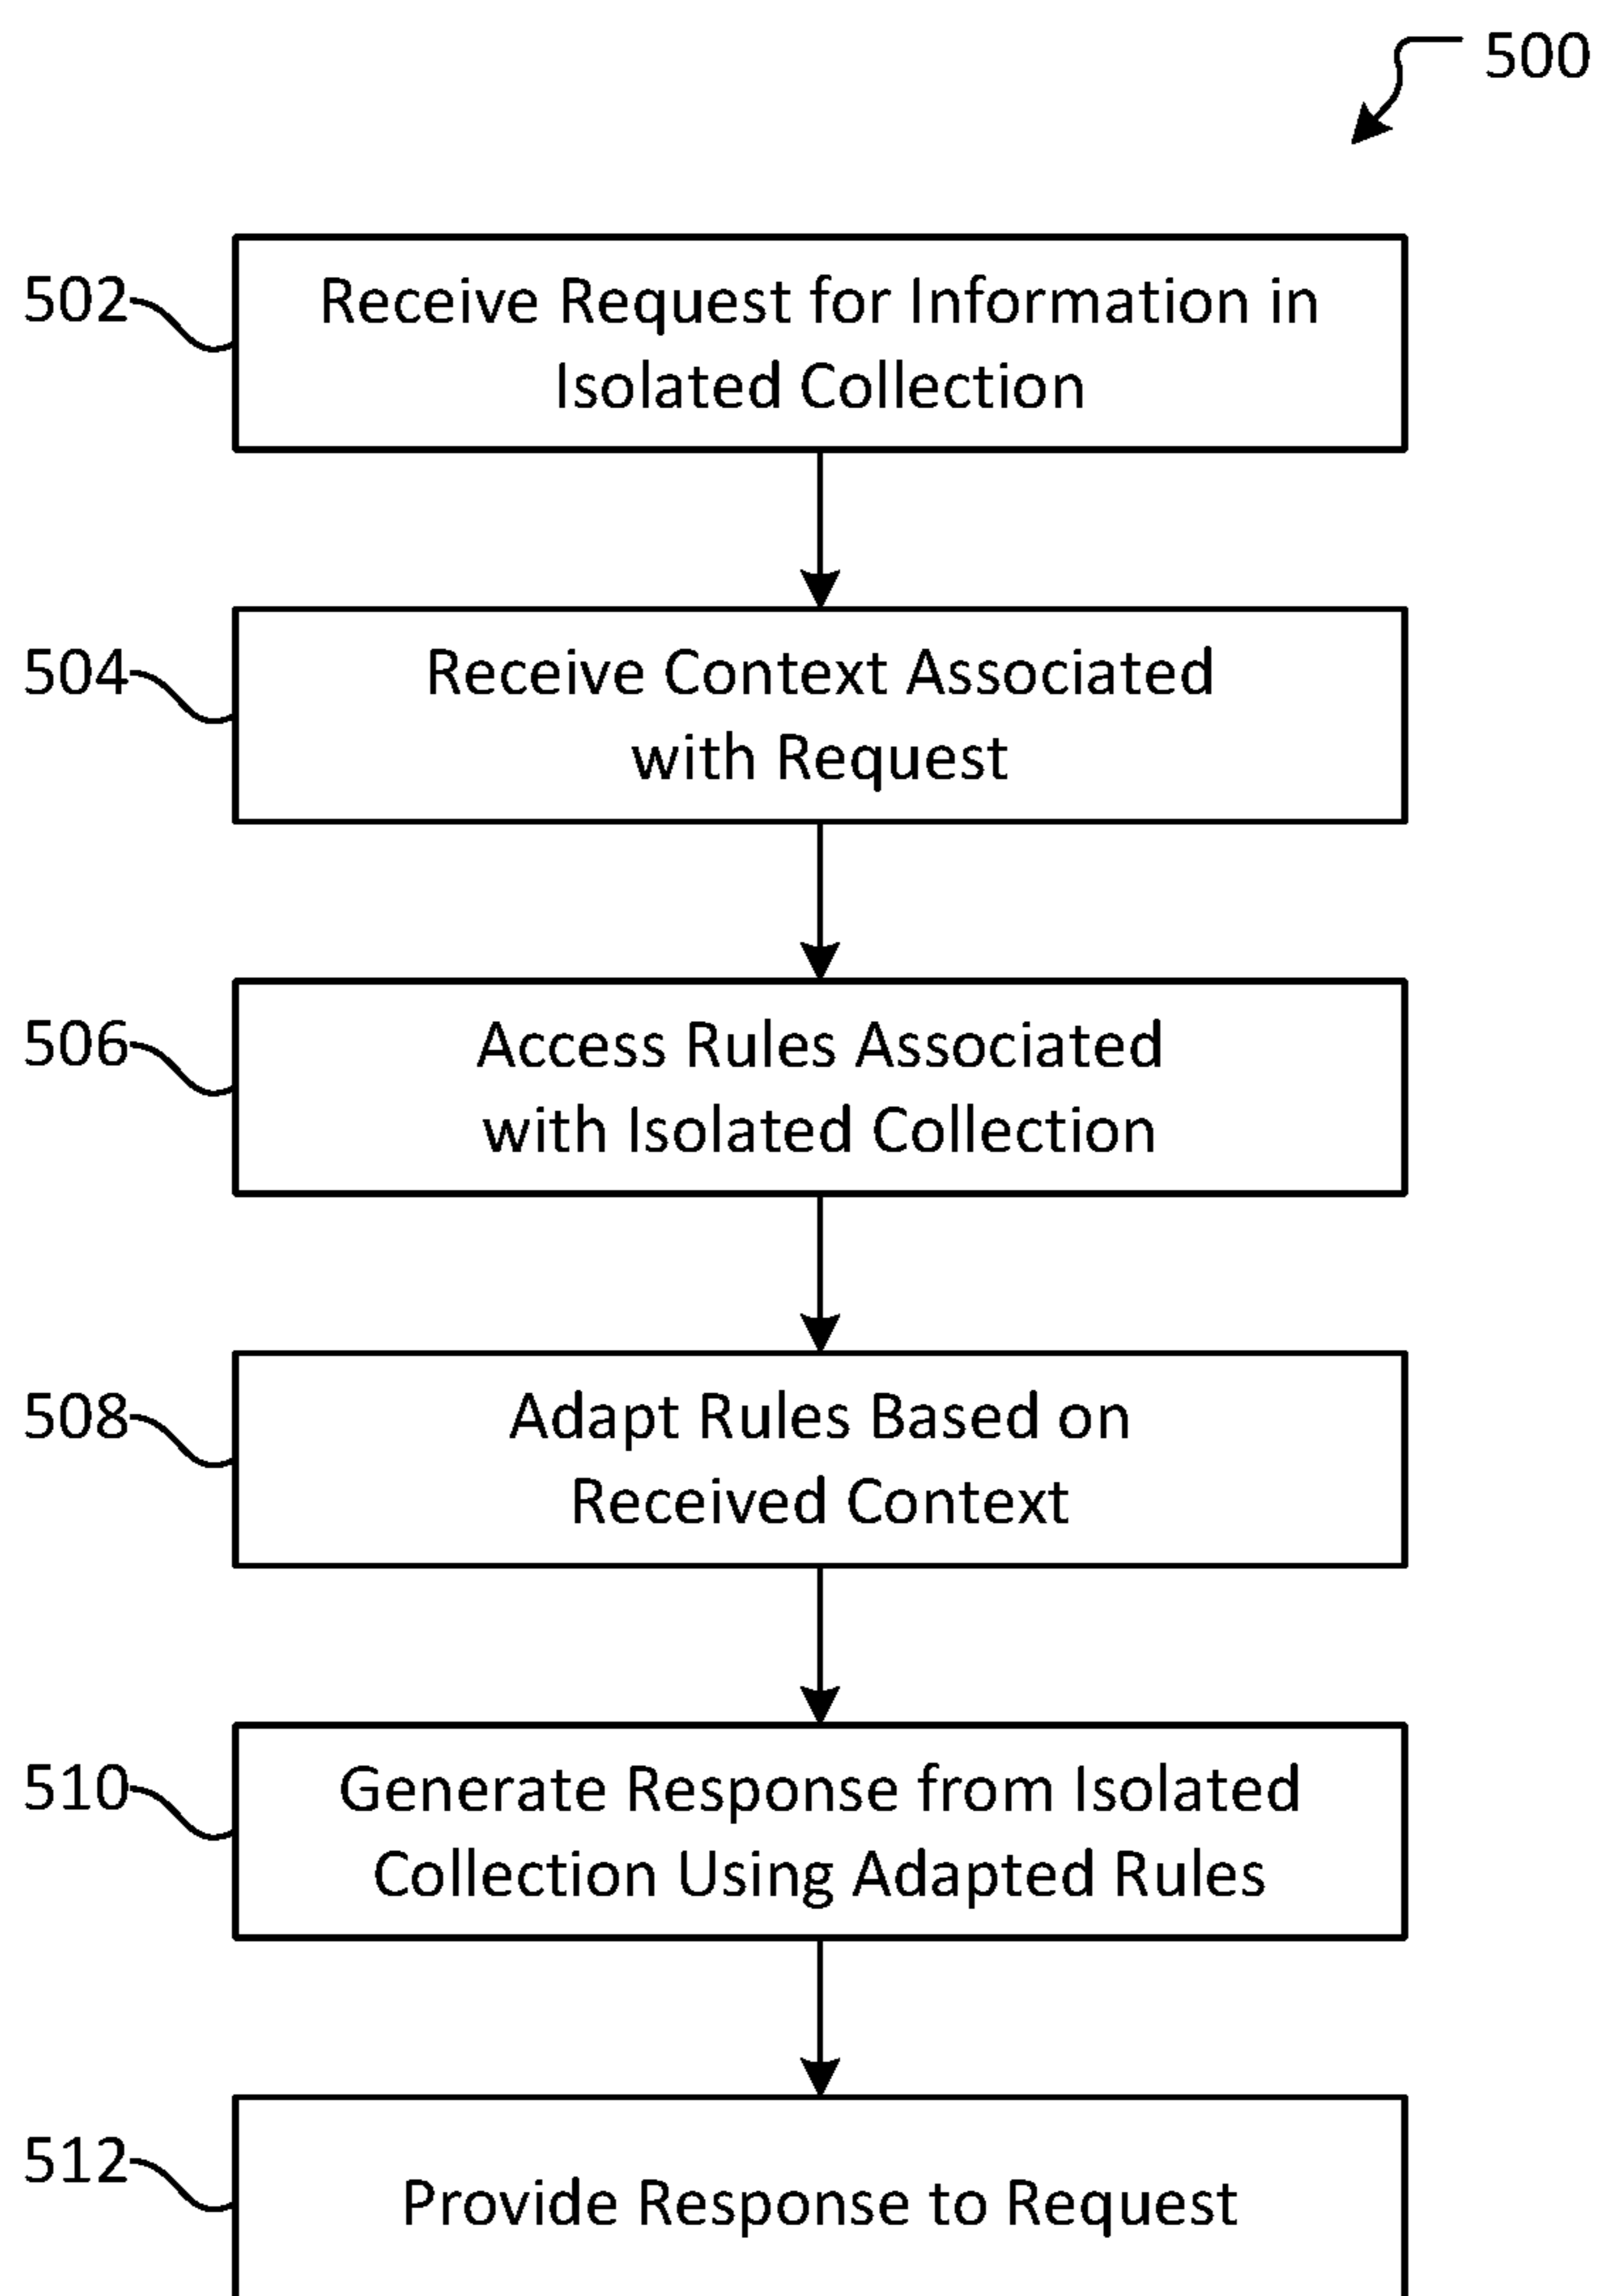 500
502
Receive Request for Information in
Isolated Collection
504
Receive Context Associated
with Request
506
Access Rules Associated
with Isolated Collection
508
Adapt Rules Based on
Received Context
510
Generate Response from Isolated
Collection Using Adapted Rules
512
Provide Response to Request